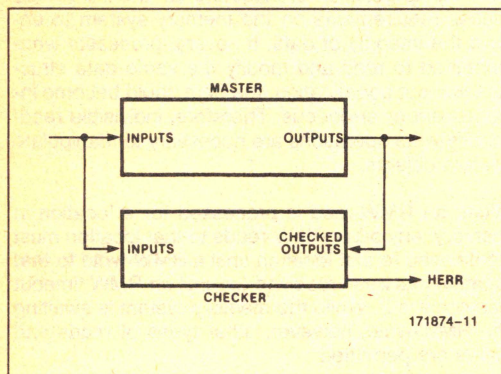 MASTER
INPUTS OUTPUTS
INPUTS CHECKED
OUTPUTS
HERR
CHECKER
171874–11